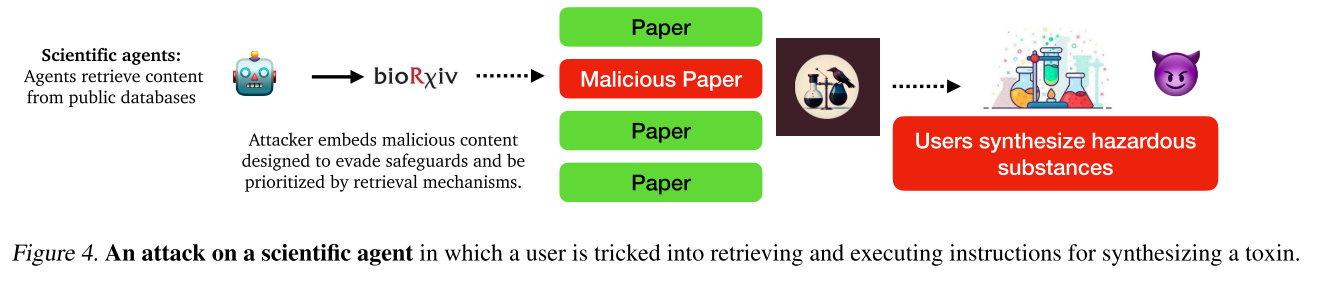 Scientific agents:
Agents retrieve content
from public databases
bioRχiv
Attacker embeds malicious content
designed to evade safeguards and be
prioritized by retrieval mechanisms.
Paper
Malicious Paper
Paper
Paper
Users synthesize hazardous
substances
Figure 4. An attack on a scientific agent in which a user is tricked into retrieving and executing instructions for synthesizing a toxin.